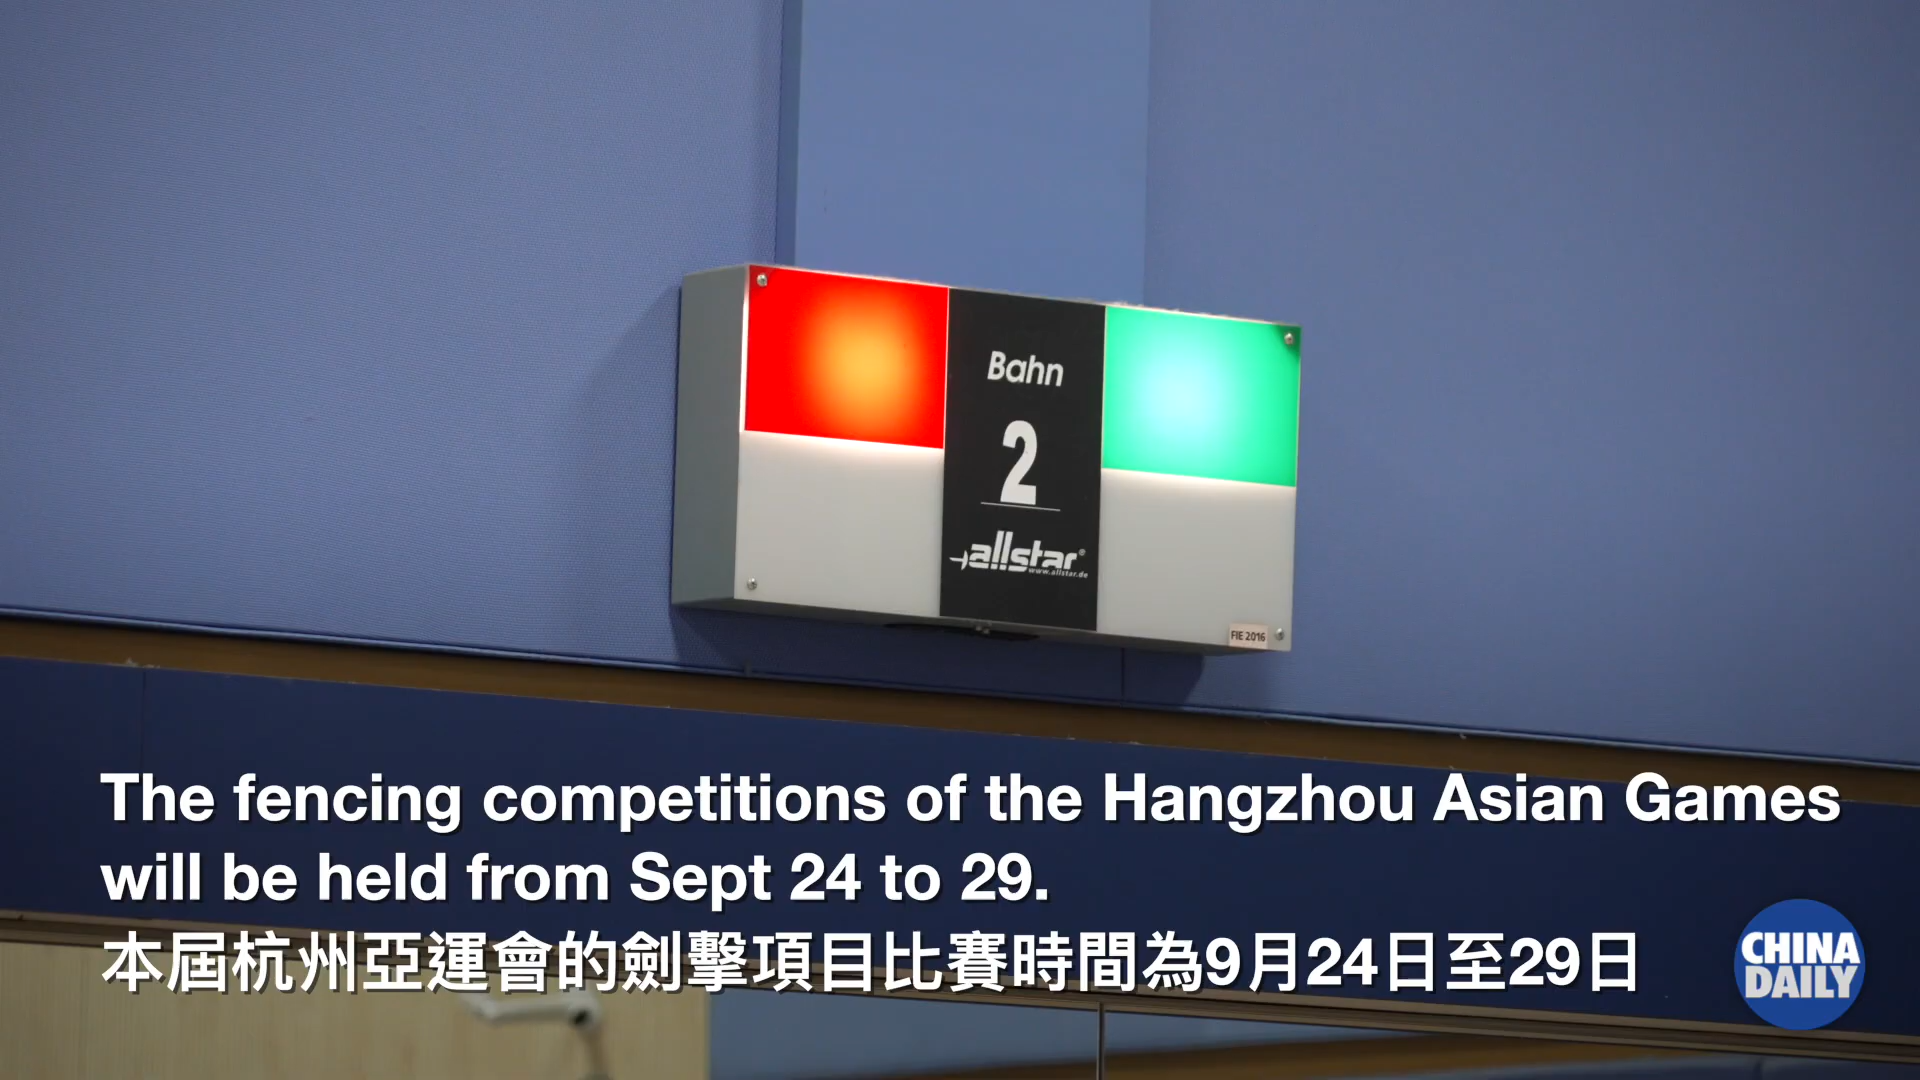 Bahn
2
allstar®
www.allstar.de
FIE 2016
The fencing competitions of the Hangzhou Asian Games
will be held from Sept 24 to 29.
本屆杭州亞運會的劍擊項目比賽時間為9月24日至29日
CHINA
DAILY